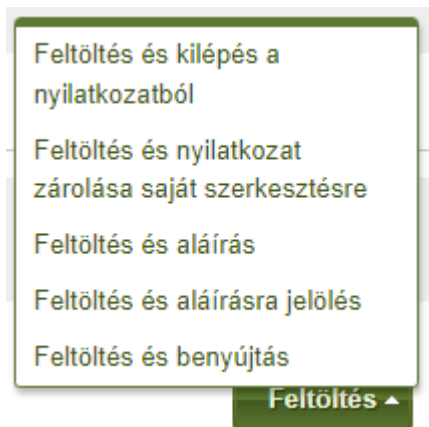 Feltöltés és kilépés a
nyilatkozatból
Feltöltés és nyilatkozat
zárolása saját szerkesztésre
Feltöltés és aláírás
Feltöltés és aláírásra jelölés
Feltöltés és benyújtás
Feltöltés